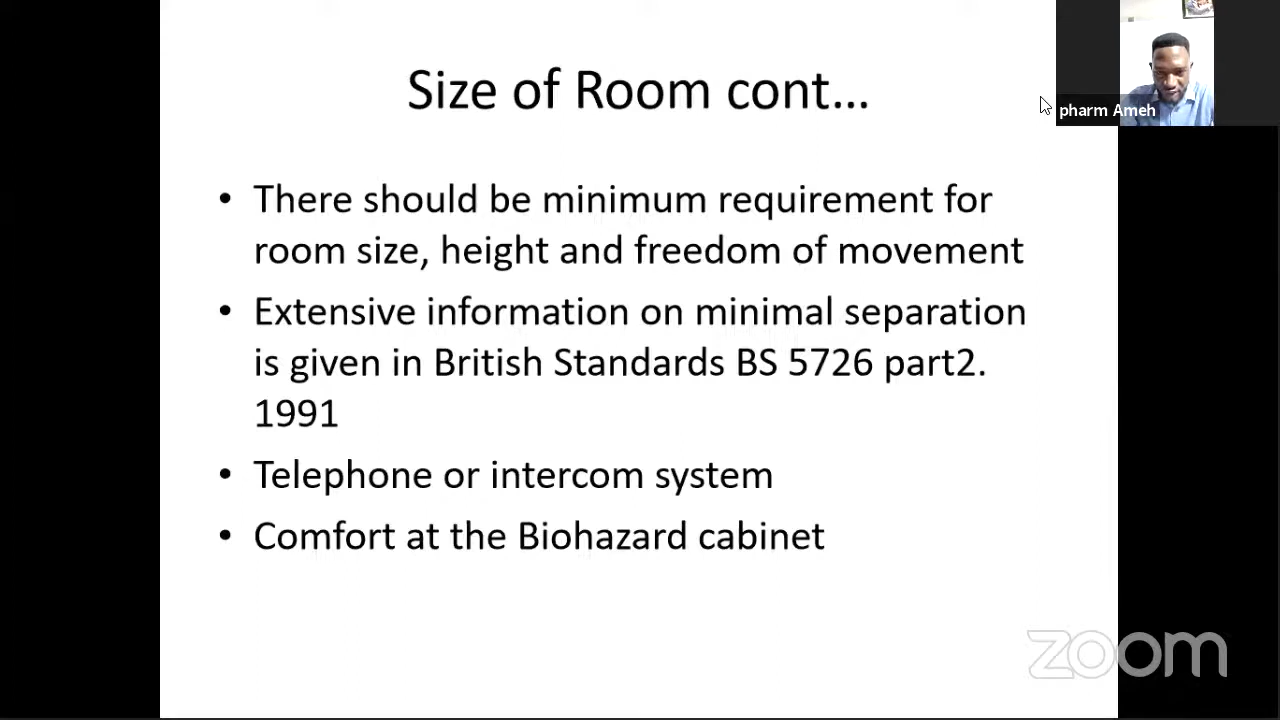 Size of Room cont...
pharm Ameh
• There should be minimum requirement for
room size, height and freedom of movement
• Extensive information on minimal separation
is given in British Standards BS 5726 part2.
1991
• Telephone or intercom system
• Comfort at the Biohazard cabinet
zoom